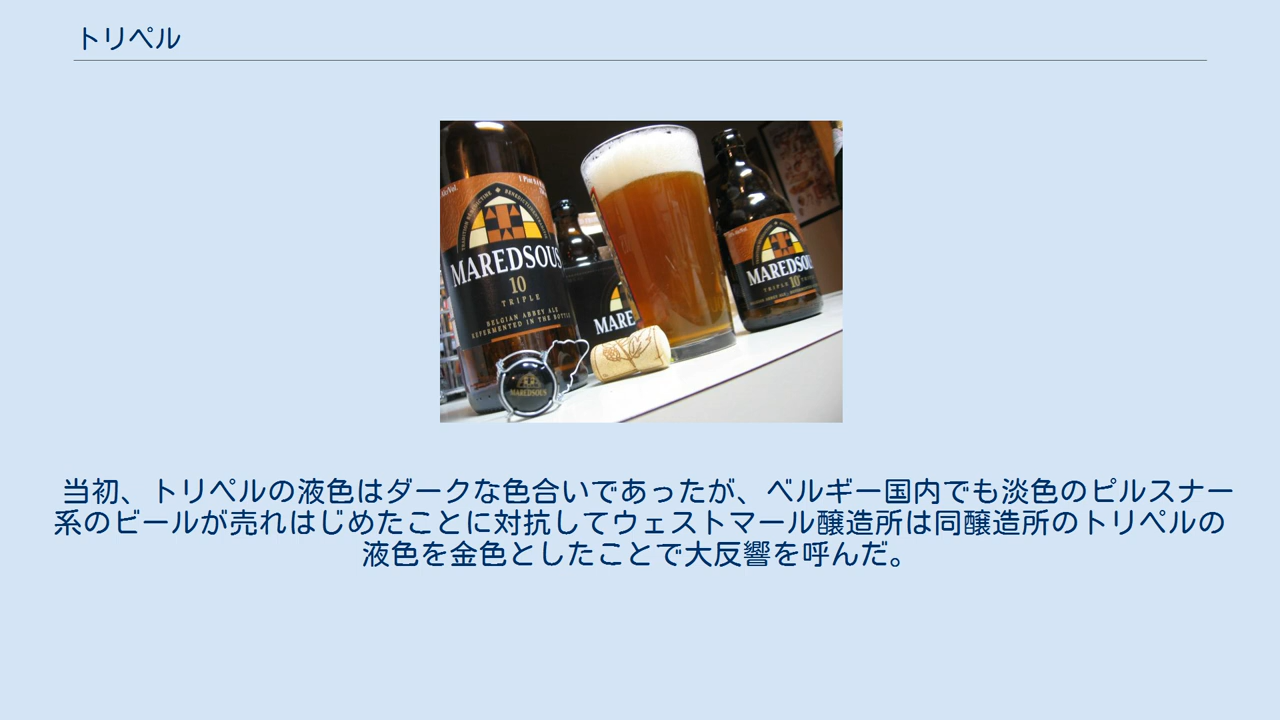 トリペル
MAREDSOUS
10
TRIPLE
BELGIAN ABBEY ALE
REFERMENTED IN THE BOTTLE
MARE
MAREDSOUS
MAREDSOUS
TRIPLE 10
当初、トリペルの液色はダークな色合いであったが、ベルギー国内でも淡色のピルスナー
系のビールが売れはじめたことに対抗してウェストマール醸造所は同醸造所のトリペルの
液色を金色としたことで大反響を呼んだ。